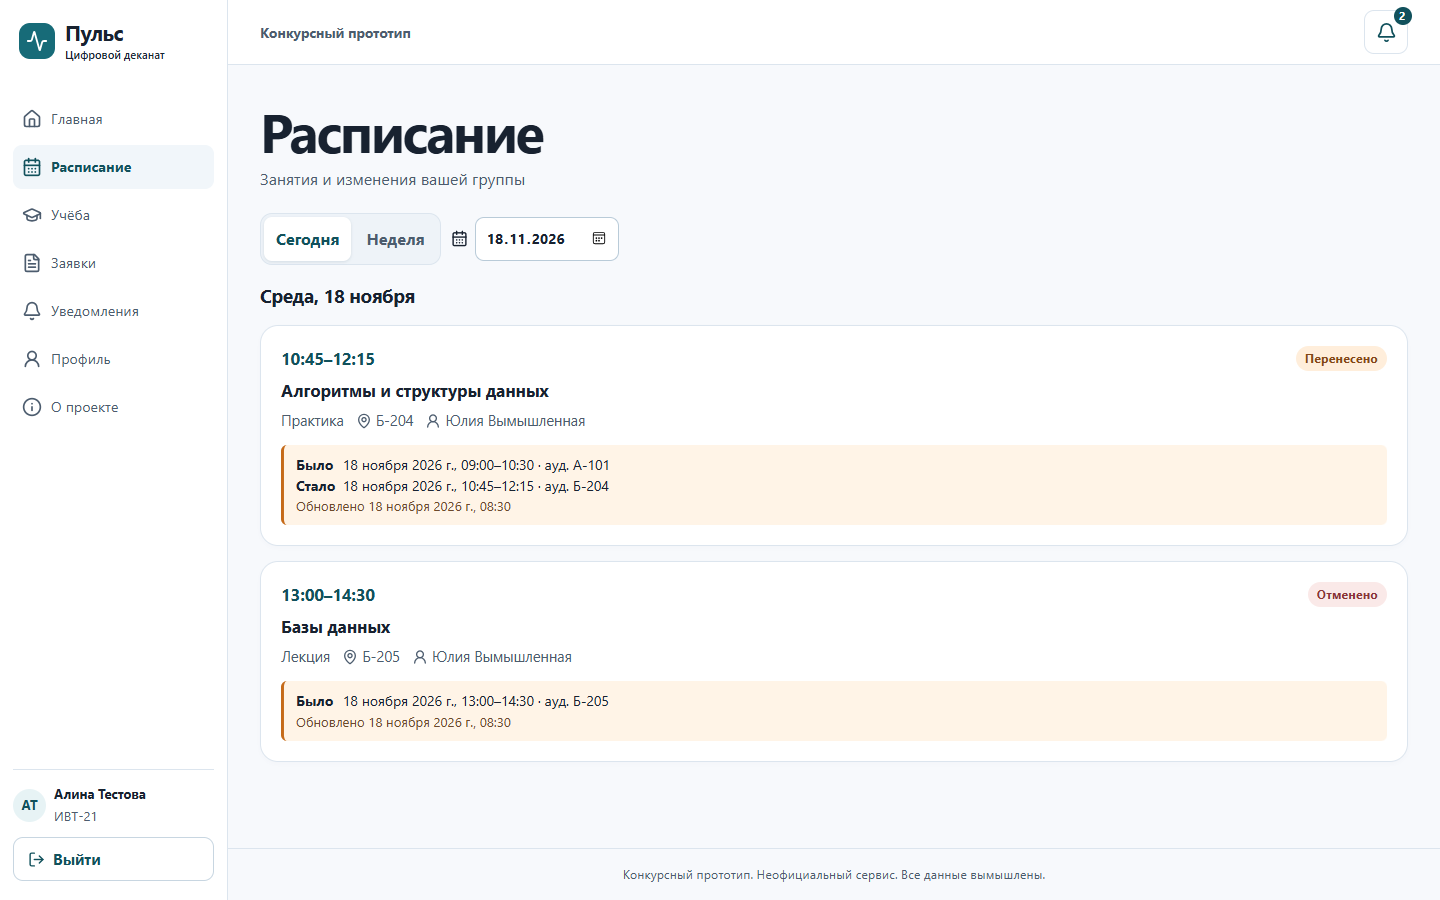 Пульс
Цифровой деканат
Конкурсный прототип
2
Главная
Расписание
Учёба
Заявки
Уведомления
Профиль
О проекте
Расписание
Занятия и изменения вашей группы
Сегодня Неделя 18.11.2026
Среда, 18 ноября
10:45–12:15 Перенесено
Алгоритмы и структуры данных
Практика Б-204 Юлия Вымышленная
Было 18 ноября 2026 г., 09:00–10:30 · ауд. А-101
Стало 18 ноября 2026 г., 10:45–12:15 · ауд. Б-204
Обновлено 18 ноября 2026 г., 08:30
13:00–14:30 Отменено
Базы данных
Лекция Б-205 Юлия Вымышленная
Было 18 ноября 2026 г., 13:00–14:30 · ауд. Б-205
Обновлено 18 ноября 2026 г., 08:30
АТ
Алина Тестова
ИВТ-21
Выйти
Конкурсный прототип. Неофициальный сервис. Все данные вымышлены.